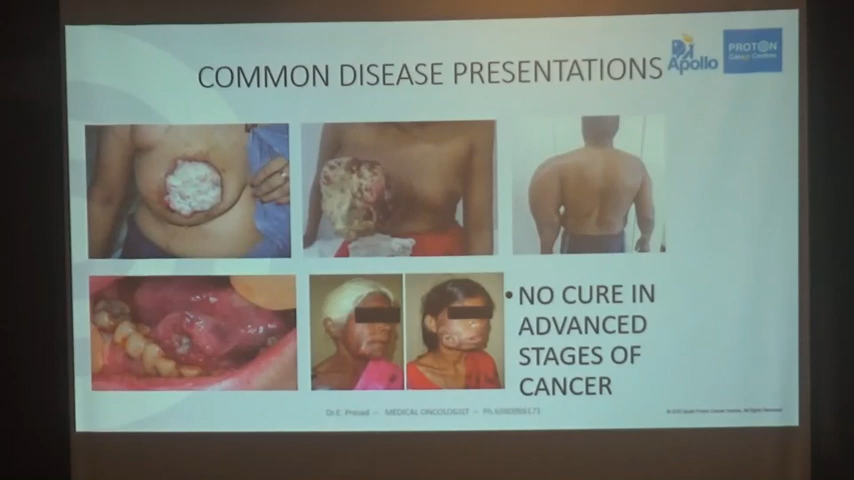 COMMON DISEASE PRESENTATIONS
Apollo
PROTON
Cancer Centre
• NO CURE IN
ADVANCED
STAGES OF
CANCER
Dr.E. Prasad – MEDICAL ONCOLOGIST – Ph.